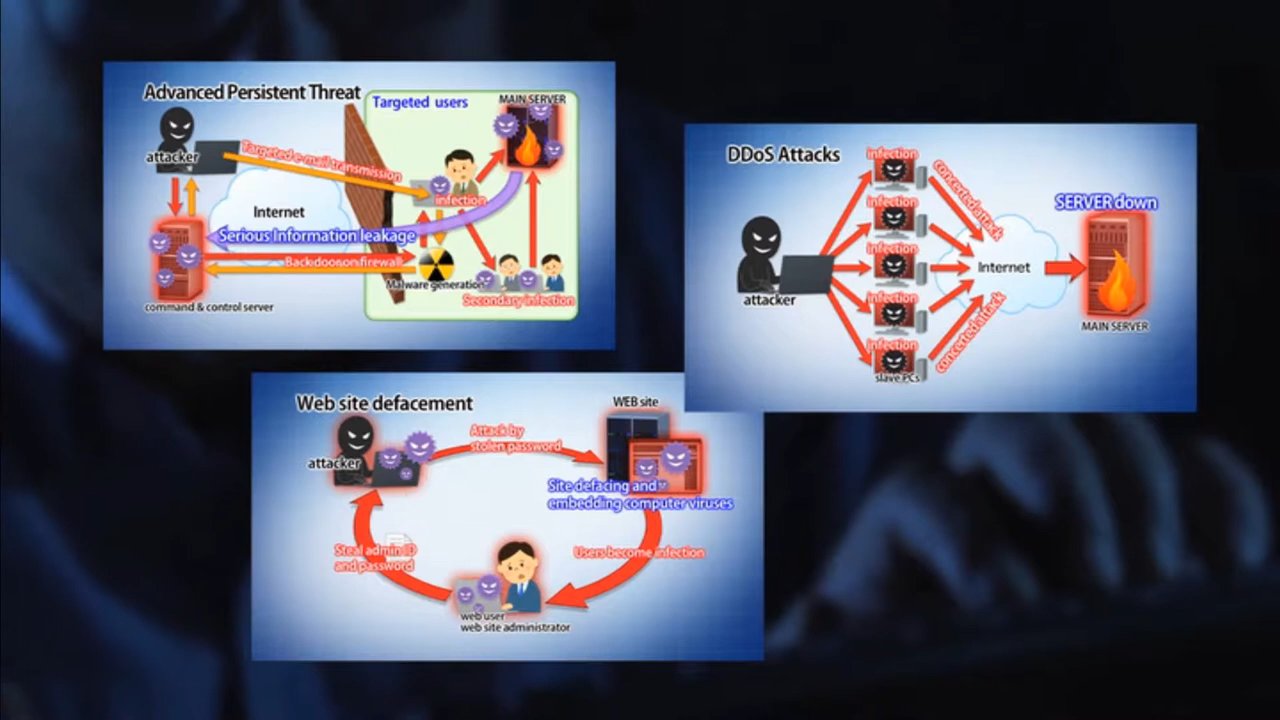 Advanced Persistent Threat
Targeted users
MAIN SERVER
attacker
Targeted e-mail transmission
infection
Internet
Serious Information leakage
Back door on firewall
Malware generation
Secondary infection
command & control server
DDoS Attacks
infection
infection
infection
infection
infection
slave PCs
attacker
concerted attack
concerted attack
Internet
SERVER down
MAIN SERVER
Web site defacement
WEB site
attacker
Attack by
stolen password
Site defacing and
embedding computer viruses
Steal admin ID
and password
Users become infection
web user
web site administrator